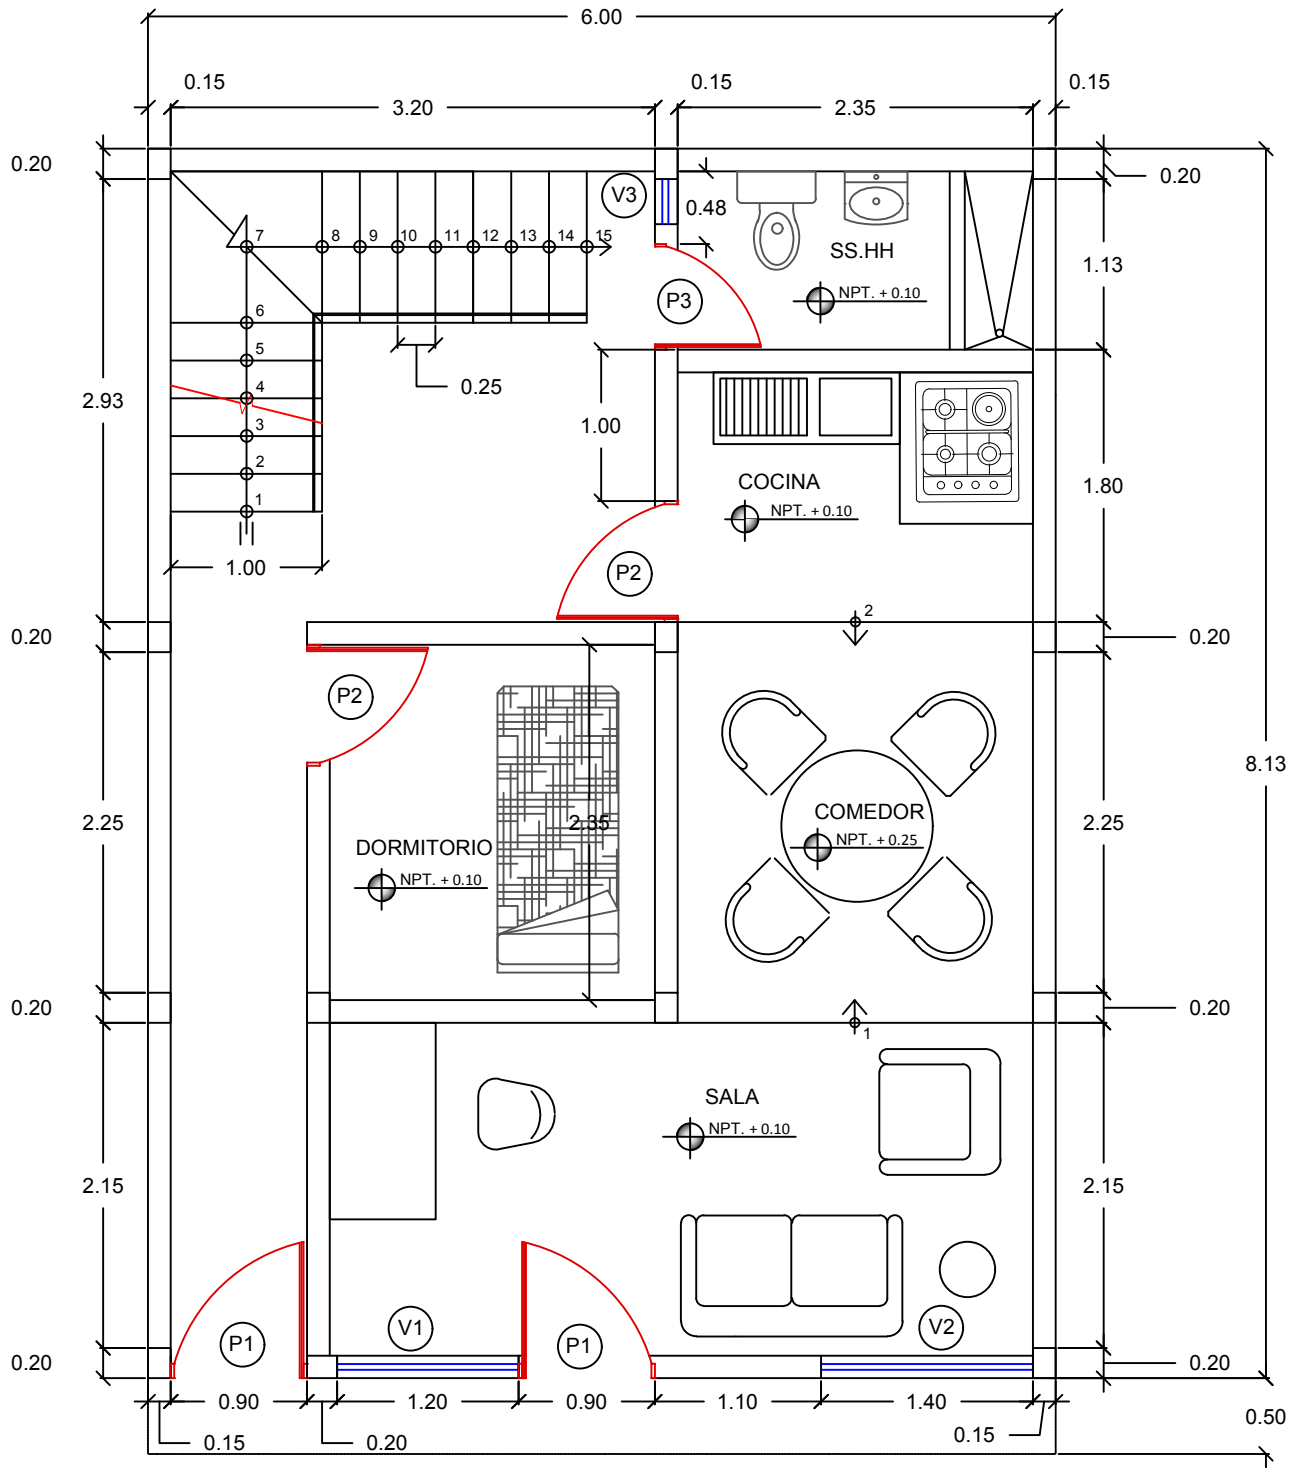 6.00
0.15
0.15
0.15
3.20
2.35
0.20
0.20
V3
0.48
7
8
9
10
11
12
13
14
15
SS.HH
1.13
P3
NPT. + 0.10
6
5
0.25
4
2.93
3
1.00
2
COCINA
1.80
1
NPT. + 0.10
1.00
P2
2
0.20
0.20
P2
8.13
2.25
2.35
COMEDOR
2.25
NPT. + 0.25
DORMITORIO
NPT. + 0.10
0.20
0.20
1
SALA
NPT. + 0.10
2.15
2.15
P1
V1
P1
V2
0.20
0.20
0.90
1.20
0.90
1.10
1.40
0.50
0.15
0.20
0.15